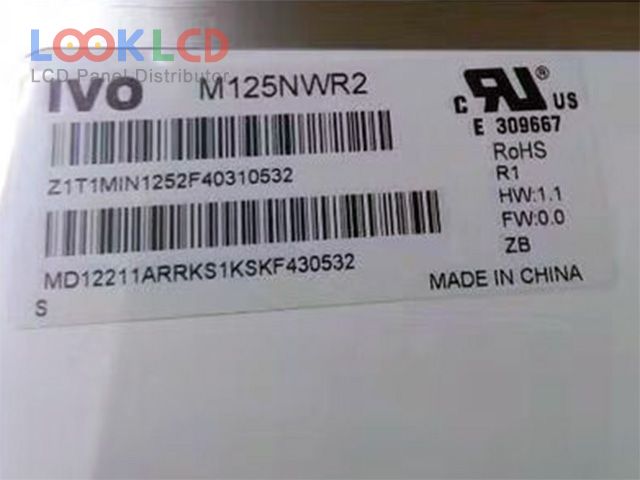 LOOKLCD
LCD Panel Distributor
IVO M125NWR2
Z1T1MIN1252F40310532
MD12211ARRKS1KSKF430532
S
c RU ® US
E 309667
RoHS
R1
HW:1.1
FW:0.0
ZB
MADE IN CHINA